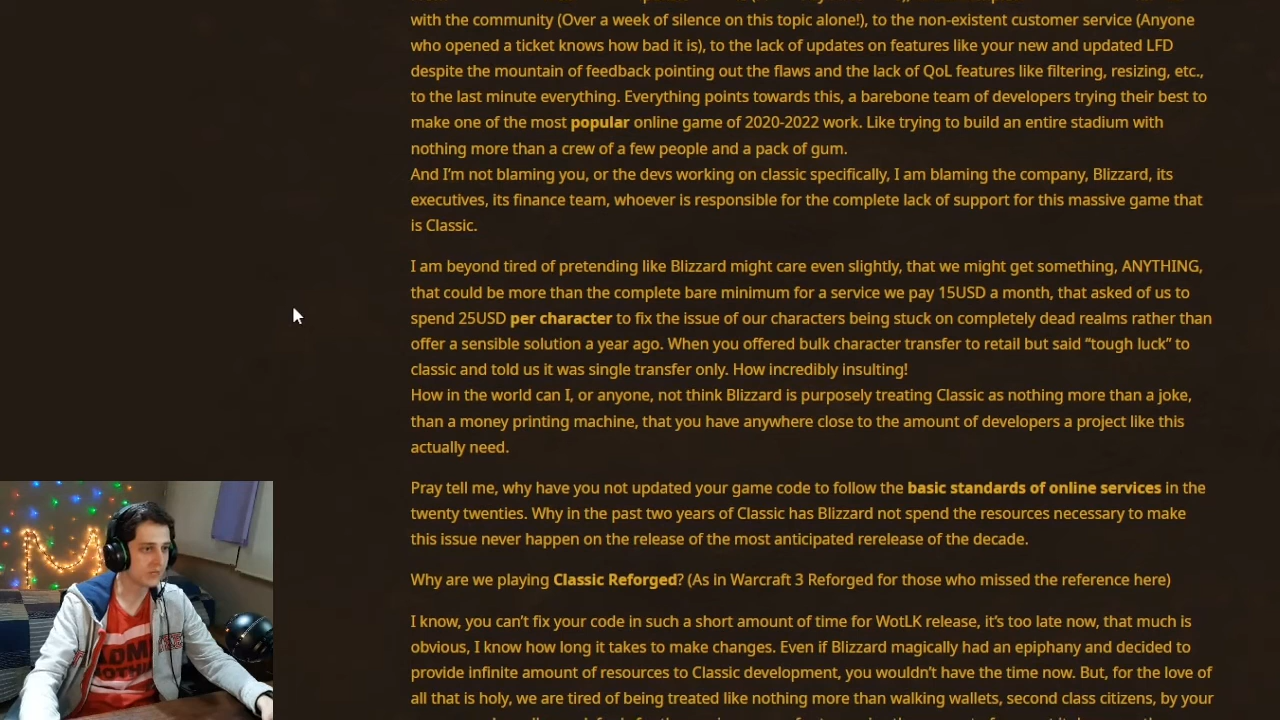 with the community (Over a week of silence on this topic alone!), to the non-existent customer service (Anyone
who opened a ticket knows how bad it is), to the lack of updates on features like your new and updated LFD
despite the mountain of feedback pointing out the flaws and the lack of QoL features like filtering, resizing, etc.,
to the last minute everything. Everything points towards this, a barebone team of developers trying their best to
make one of the most popular online game of 2020-2022 work. Like trying to build an entire stadium with
nothing more than a crew of a few people and a pack of gum.
And I'm not blaming you, or the devs working on classic specifically, I am blaming the company, Blizzard, its
executives, its finance team, whoever is responsible for the complete lack of support for this massive game that
is Classic.
I am beyond tired of pretending like Blizzard might care even slightly, that we might get something, ANYTHING,
that could be more than the complete bare minimum for a service we pay 15USD a month, that asked of us to
spend 25USD per character to fix the issue of our characters being stuck on completely dead realms rather than
offer a sensible solution a year ago. When you offered bulk character transfer to retail but said “tough luck” to
classic and told us it was single transfer only. How incredibly insulting!
How in the world can I, or anyone, not think Blizzard is purposely treating Classic as nothing more than a joke,
than a money printing machine, that you have anywhere close to the amount of developers a project like this
actually need.
Pray tell me, why have you not updated your game code to follow the basic standards of online services in the
twenty twenties. Why in the past two years of Classic has Blizzard not spend the resources necessary to make
this issue never happen on the release of the most anticipated rerelease of the decade.
Why are we playing Classic Reforged? (As in Warcraft 3 Reforged for those who missed the reference here)
I know, you can't fix your code in such a short amount of time for WotLK release, it's too late now, that much is
obvious, I know how long it takes to make changes. Even if Blizzard magically had an epiphany and decided to
provide infinite amount of resources to Classic development, you wouldn't have the time now. But, for the love of
all that is holy, we are tired of being treated like nothing more than walking wallets, second class citizens, by your